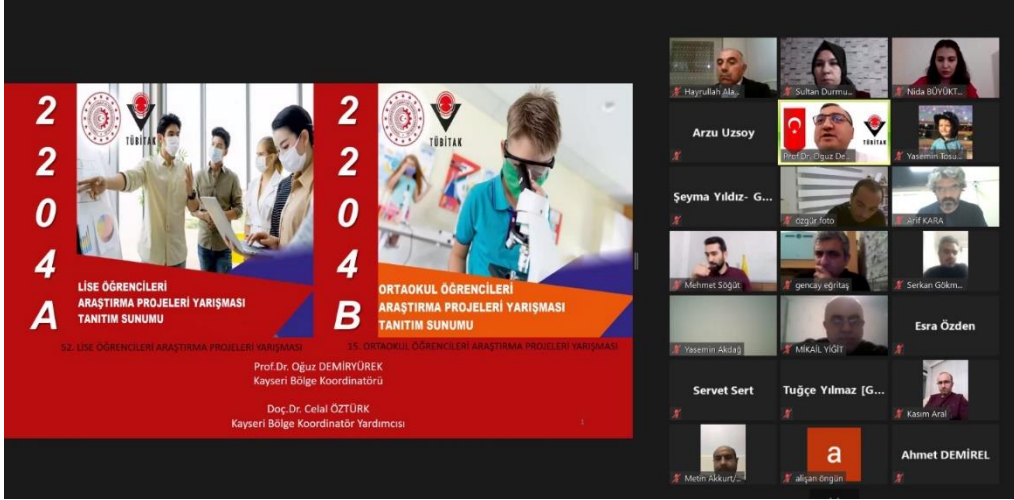 2
2
0
4
A
TÜBİTAK
LİSE ÖĞRENCİLERİ
ARAŞTIRMA PROJELERİ YARIŞMASI
TANITIM SUNUMU
2
2
0
4
B
TÜBİTAK
ORTAOKUL ÖĞRENCİLERİ
ARAŞTIRMA PROJELERİ YARIŞMASI
TANITIM SUNUMU
52. LİSE ÖĞRENCİLERİ ARAŞTIRMA PROJELERİ YARIŞMASI
15. ORTAOKUL ÖĞRENCİLERİ ARAŞTIRMA PROJELERİ YARIŞMASI
Prof.Dr. Oğuz DEMİRYÜREK
Kayseri Bölge Koordinatörü
Doç.Dr. Celal ÖZTÜRK
Kayseri Bölge Koordinatör Yardımcısı
1
Hayrullah Ala...
Sultan Durmu...
Nida BÜYÜKT...
Arzu Uzsoy
TÜBİTAK
Prof.Dr. Oguz De...
Yasemin Tosu...
Şeyma Yıldız- G...
özgür.foto
Arif KARA
Mehmet Söğüt
gencay eğritaş
Serkan Gökm...
Yasemin Akdağ
MİKAİL YİĞİT
Esra Özden
Servet Sert
Tuğçe Yılmaz [G...
Kasım Aral
Metin Akkurt/...
a
alişan öngün
Ahmet DEMİREL